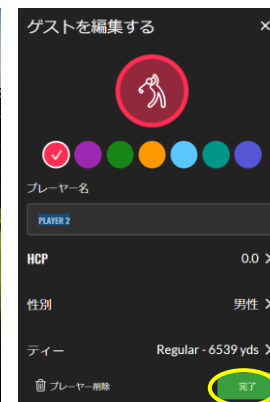 ゲストを編集する ×
プレーヤー名
PLAYER 2
HCP 0.0 >
性別 男性 >
ティー Regular - 6539 yds >
プレーヤー削除 完了